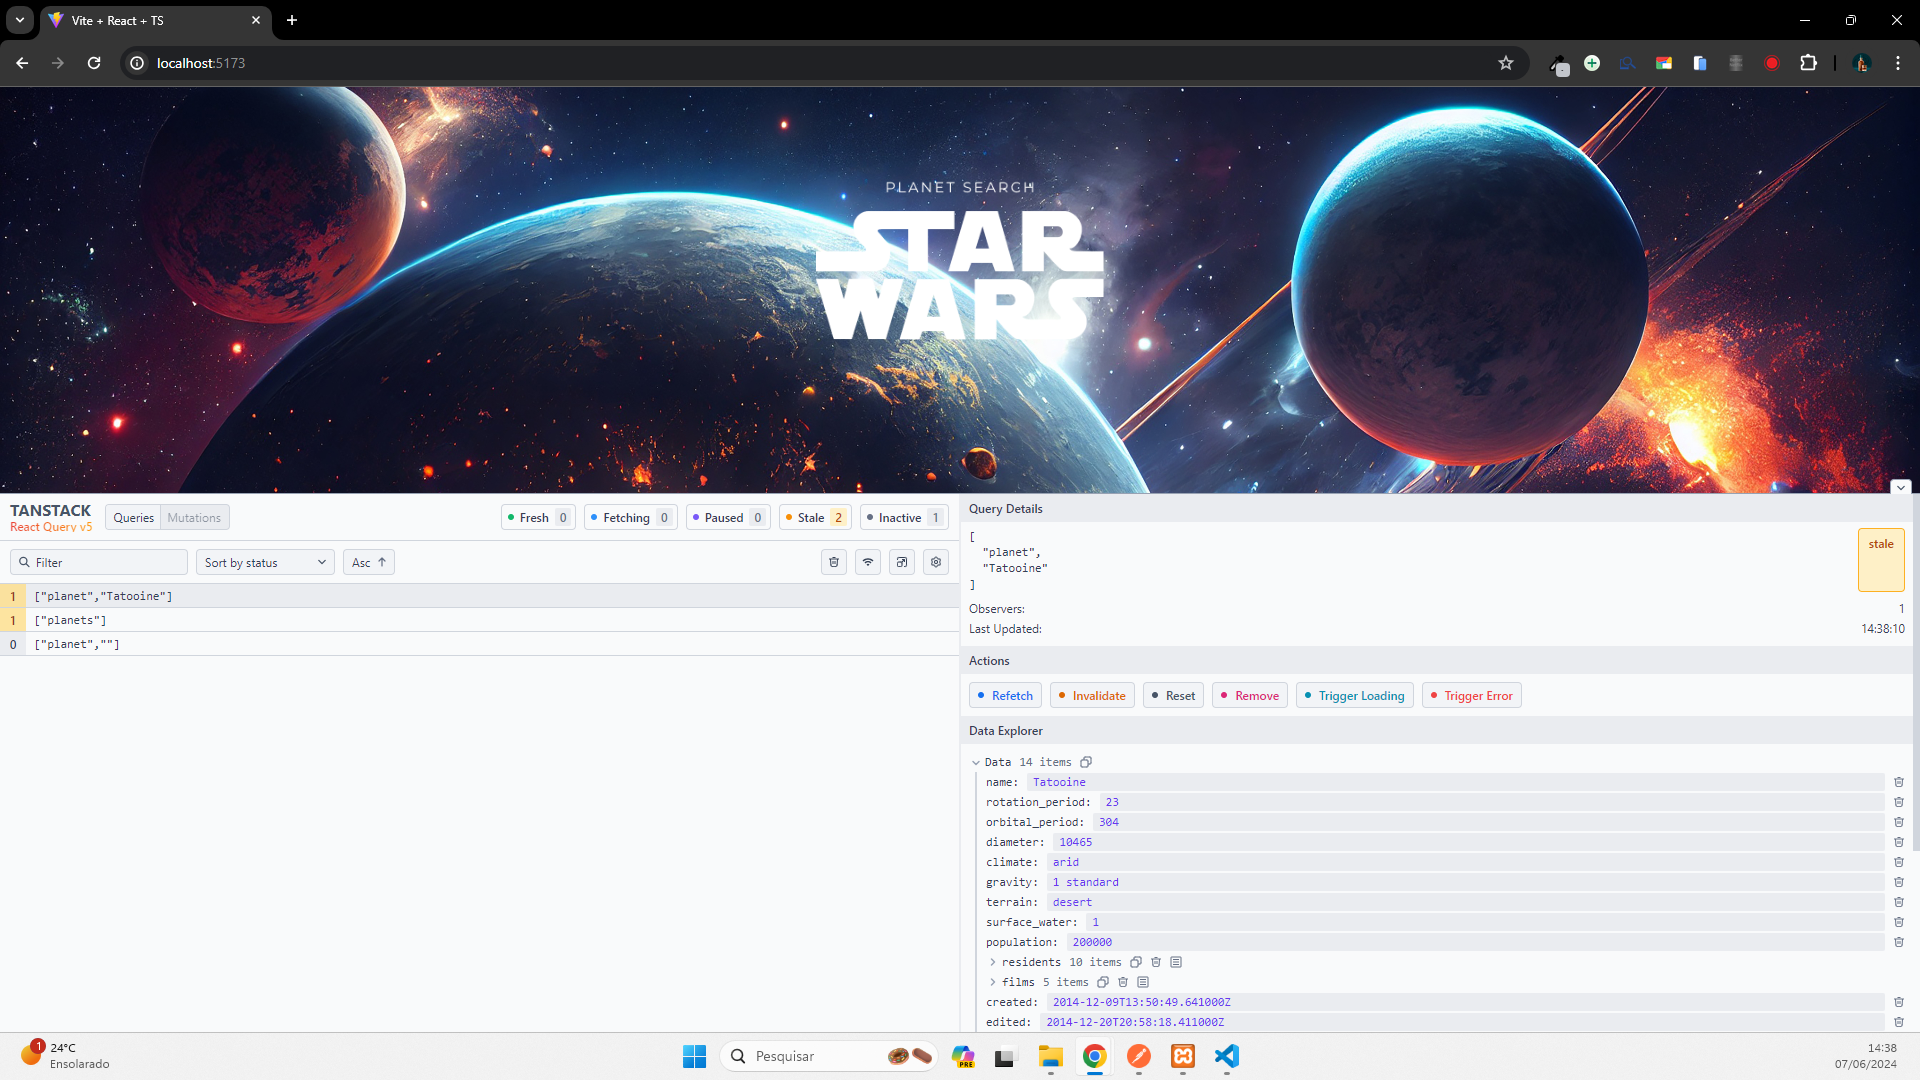 Vite + React + TS
localhost:5173
PLANET SEARCH
STAR
WARS
TANSTACK
React Query v5
Queries
Mutations
Fresh 0
Fetching 0
Paused 0
Stale 2
Inactive 1
Filter
Sort by status
Asc ↑
1 ["planet","Tatooine"]
1 ["planets"]
0 ["planet",""]
Query Details
[
"planet",
"Tatooine"
]
stale
Observers: 1
Last Updated: 14:38:10
Actions
Refetch
Invalidate
Reset
Remove
Trigger Loading
Trigger Error
Data Explorer
Data 14 items
name: Tatooine
rotation_period: 23
orbital_period: 304
diameter: 10465
climate: arid
gravity: 1 standard
terrain: desert
surface_water: 1
population: 200000
residents 10 items
films 5 items
created: 2014-12-09T13:50:49.641000Z
edited: 2014-12-20T20:58:18.411000Z
1
24°C
Ensolarado
Pesquisar
PRE
14:38
07/06/2024